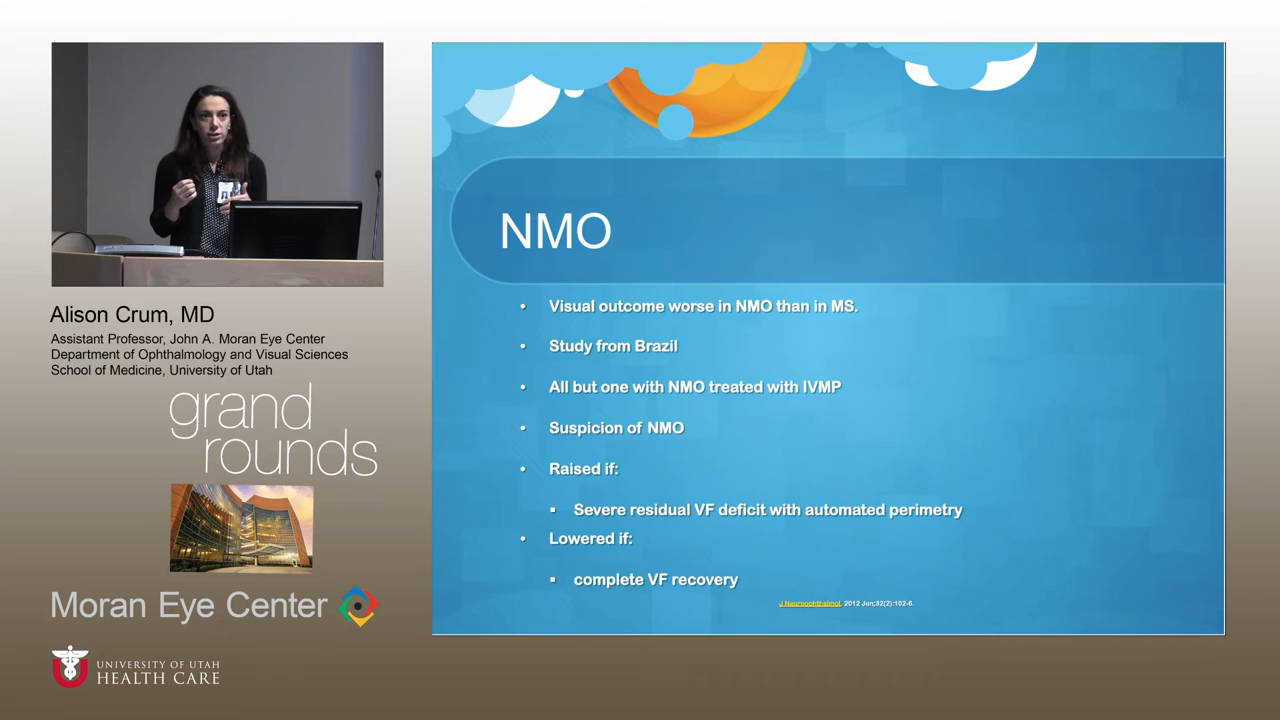 NMO
Visual outcome worse in NMO than in MS.
Study from Brazil
All but one with NMO treated with IVMP
Suspicion of NMO
Raised if:
Severe residual VF deficit with automated perimetry
Lowered if:
complete VF recovery
J Neuroophthalmol. 2012 Jun;32(2):102-6.
Alison Crum, MD
Assistant Professor, John A. Moran Eye Center
Department of Ophthalmology and Visual Sciences
School of Medicine, University of Utah
grand
rounds
Moran Eye Center
UNIVERSITY OF UTAH
HEALTH CARE